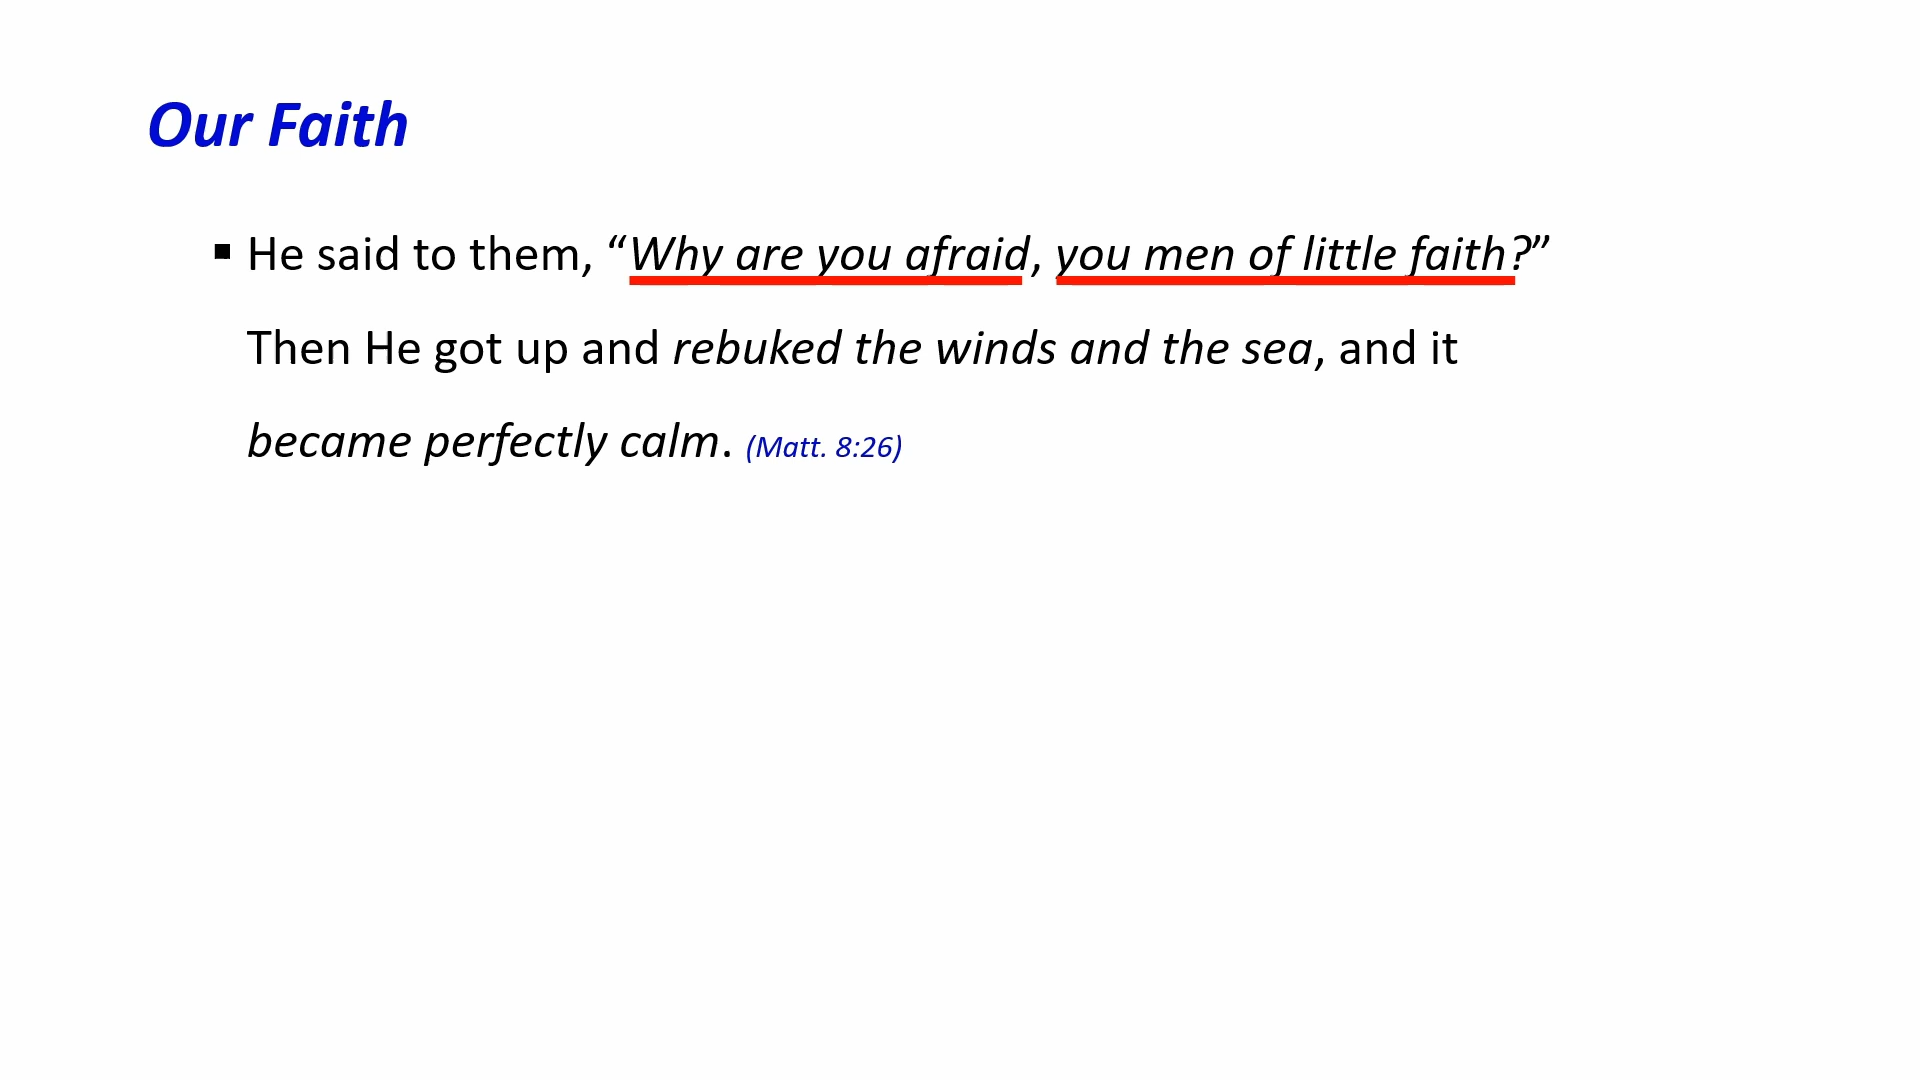 Our Faith
▪ He said to them, “Why are you afraid, you men of little faith?”
Then He got up and rebuked the winds and the sea, and it
became perfectly calm. (Matt. 8:26)